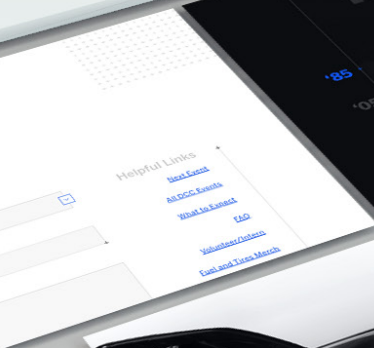 '85
Helpful Links
Next Event
All DCC Events
What to Expect
FAQ
Volunteer/Intern
Fuel and Tires Merch